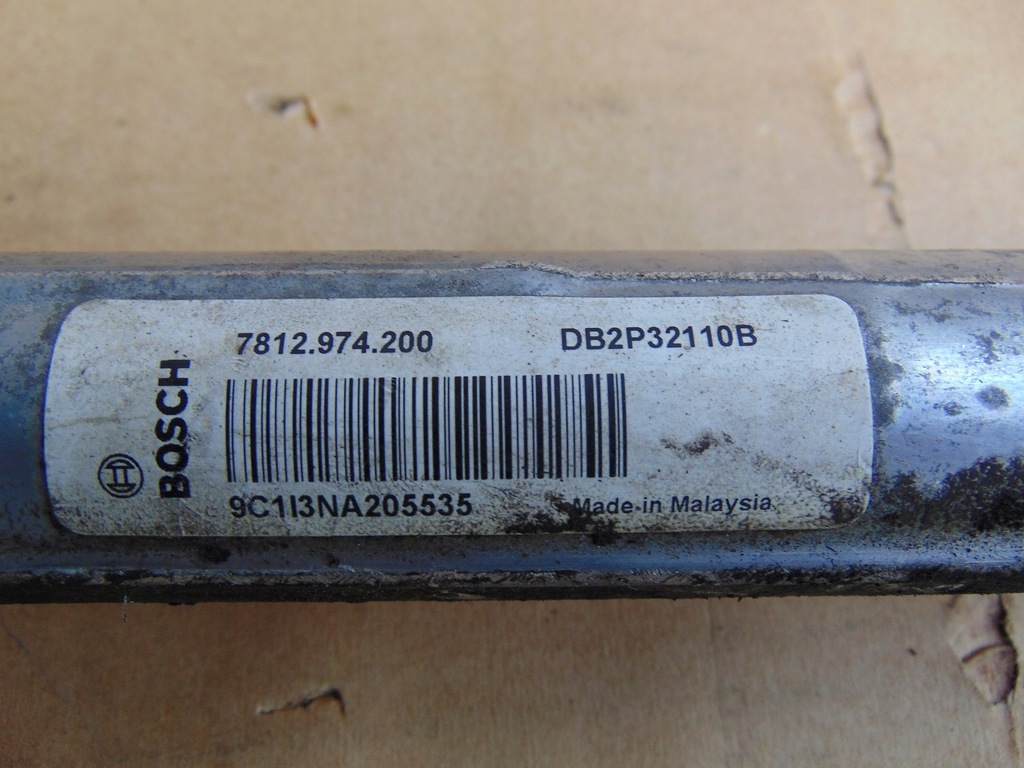 7812.974.200 DB2P32110B
BOSCH
9C1I3NA205535 Made in Malaysia